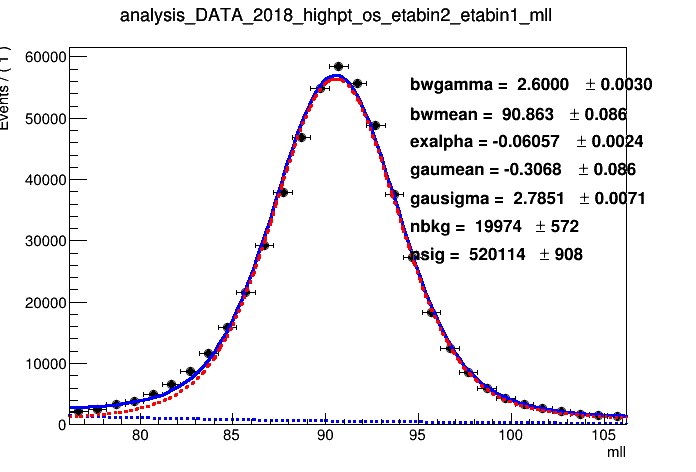 analysis_DATA_2018_highpt_os_etabin2_etabin1_mll
Events / ( 1 )
60000
50000
40000
30000
20000
10000
0
bwgamma = 2.6000 ± 0.0030
bwmean = 90.863 ± 0.086
exalpha = -0.06057 ± 0.0024
gaumean = -0.3068 ± 0.086
gausigma = 2.7851 ± 0.0071
nbkg = 19974 ± 572
nsig = 520114 ± 908
80 85 90 95 100 105
mll